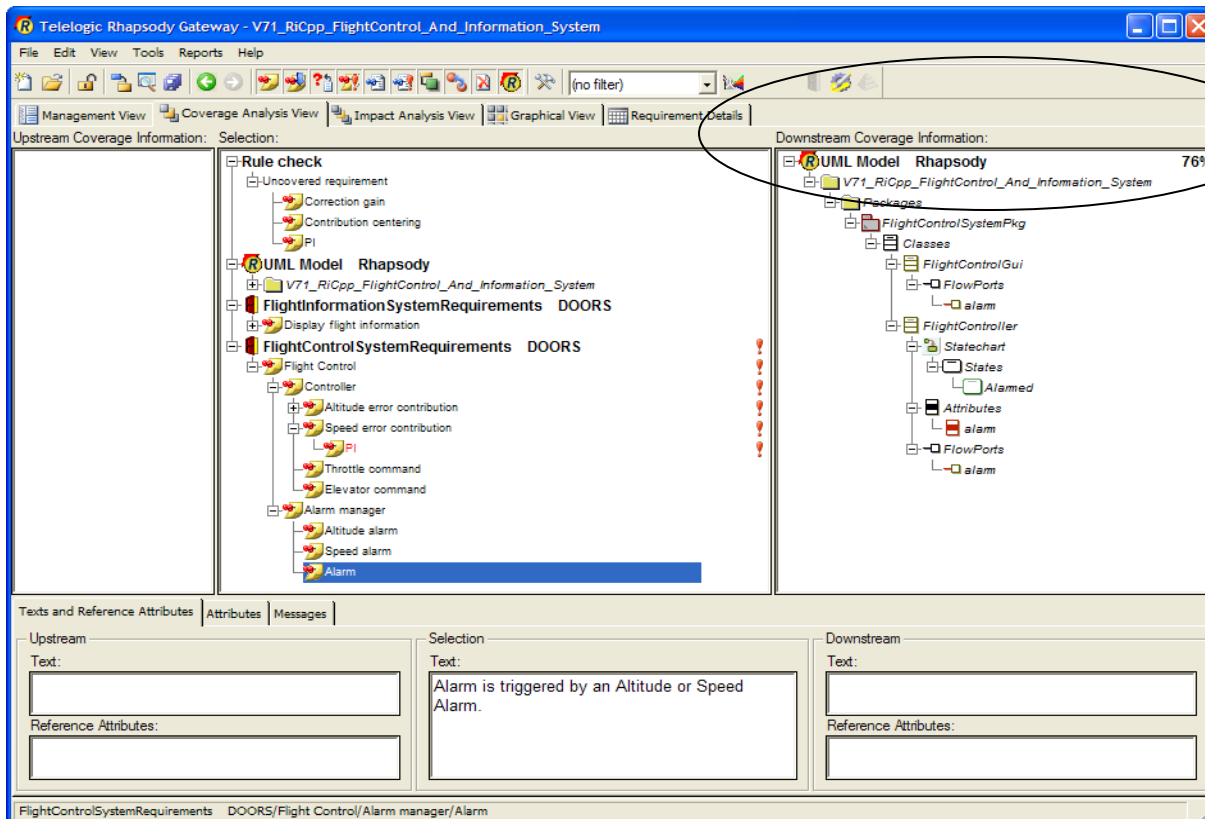 Telelogic Rhapsody Gateway - V71_RiCpp_FlightControl_And_Information_System
File Edit View Tools Reports Help
(no filter)
Management View Coverage Analysis View Impact Analysis View Graphical View Requirement Details
Upstream Coverage Information: Selection: Downstream Coverage Information:
Rule check
Uncovered requirement
Correction gain
Contribution centering
PI
UML Model Rhapsody
V71_RiCpp_FlightControl_And_Information_System
FlightInformationSystemRequirements DOORS
Display flight information
FlightControlSystemRequirements DOORS
Flight Control
Controller
Altitude error contribution
Speed error contribution
PI
Throttle command
Elevator command
Alarm manager
Altitude alarm
Speed alarm
Alarm
UML Model Rhapsody 76%
V71_RiCpp_FlightControl_And_Information_System
Packages
FlightControlSystemPkg
Classes
FlightControlGui
FlowPorts
alarm
FlightController
Statechart
States
Alarmed
Attributes
alarm
FlowPorts
alarm
Texts and Reference Attributes Attributes Messages
Upstream
Text:
Reference Attributes:
Selection
Text:
Alarm is triggered by an Altitude or Speed
Alarm.
Downstream
Text:
Reference Attributes:
FlightControlSystemRequirements DOORS/Flight Control/Alarm manager/Alarm